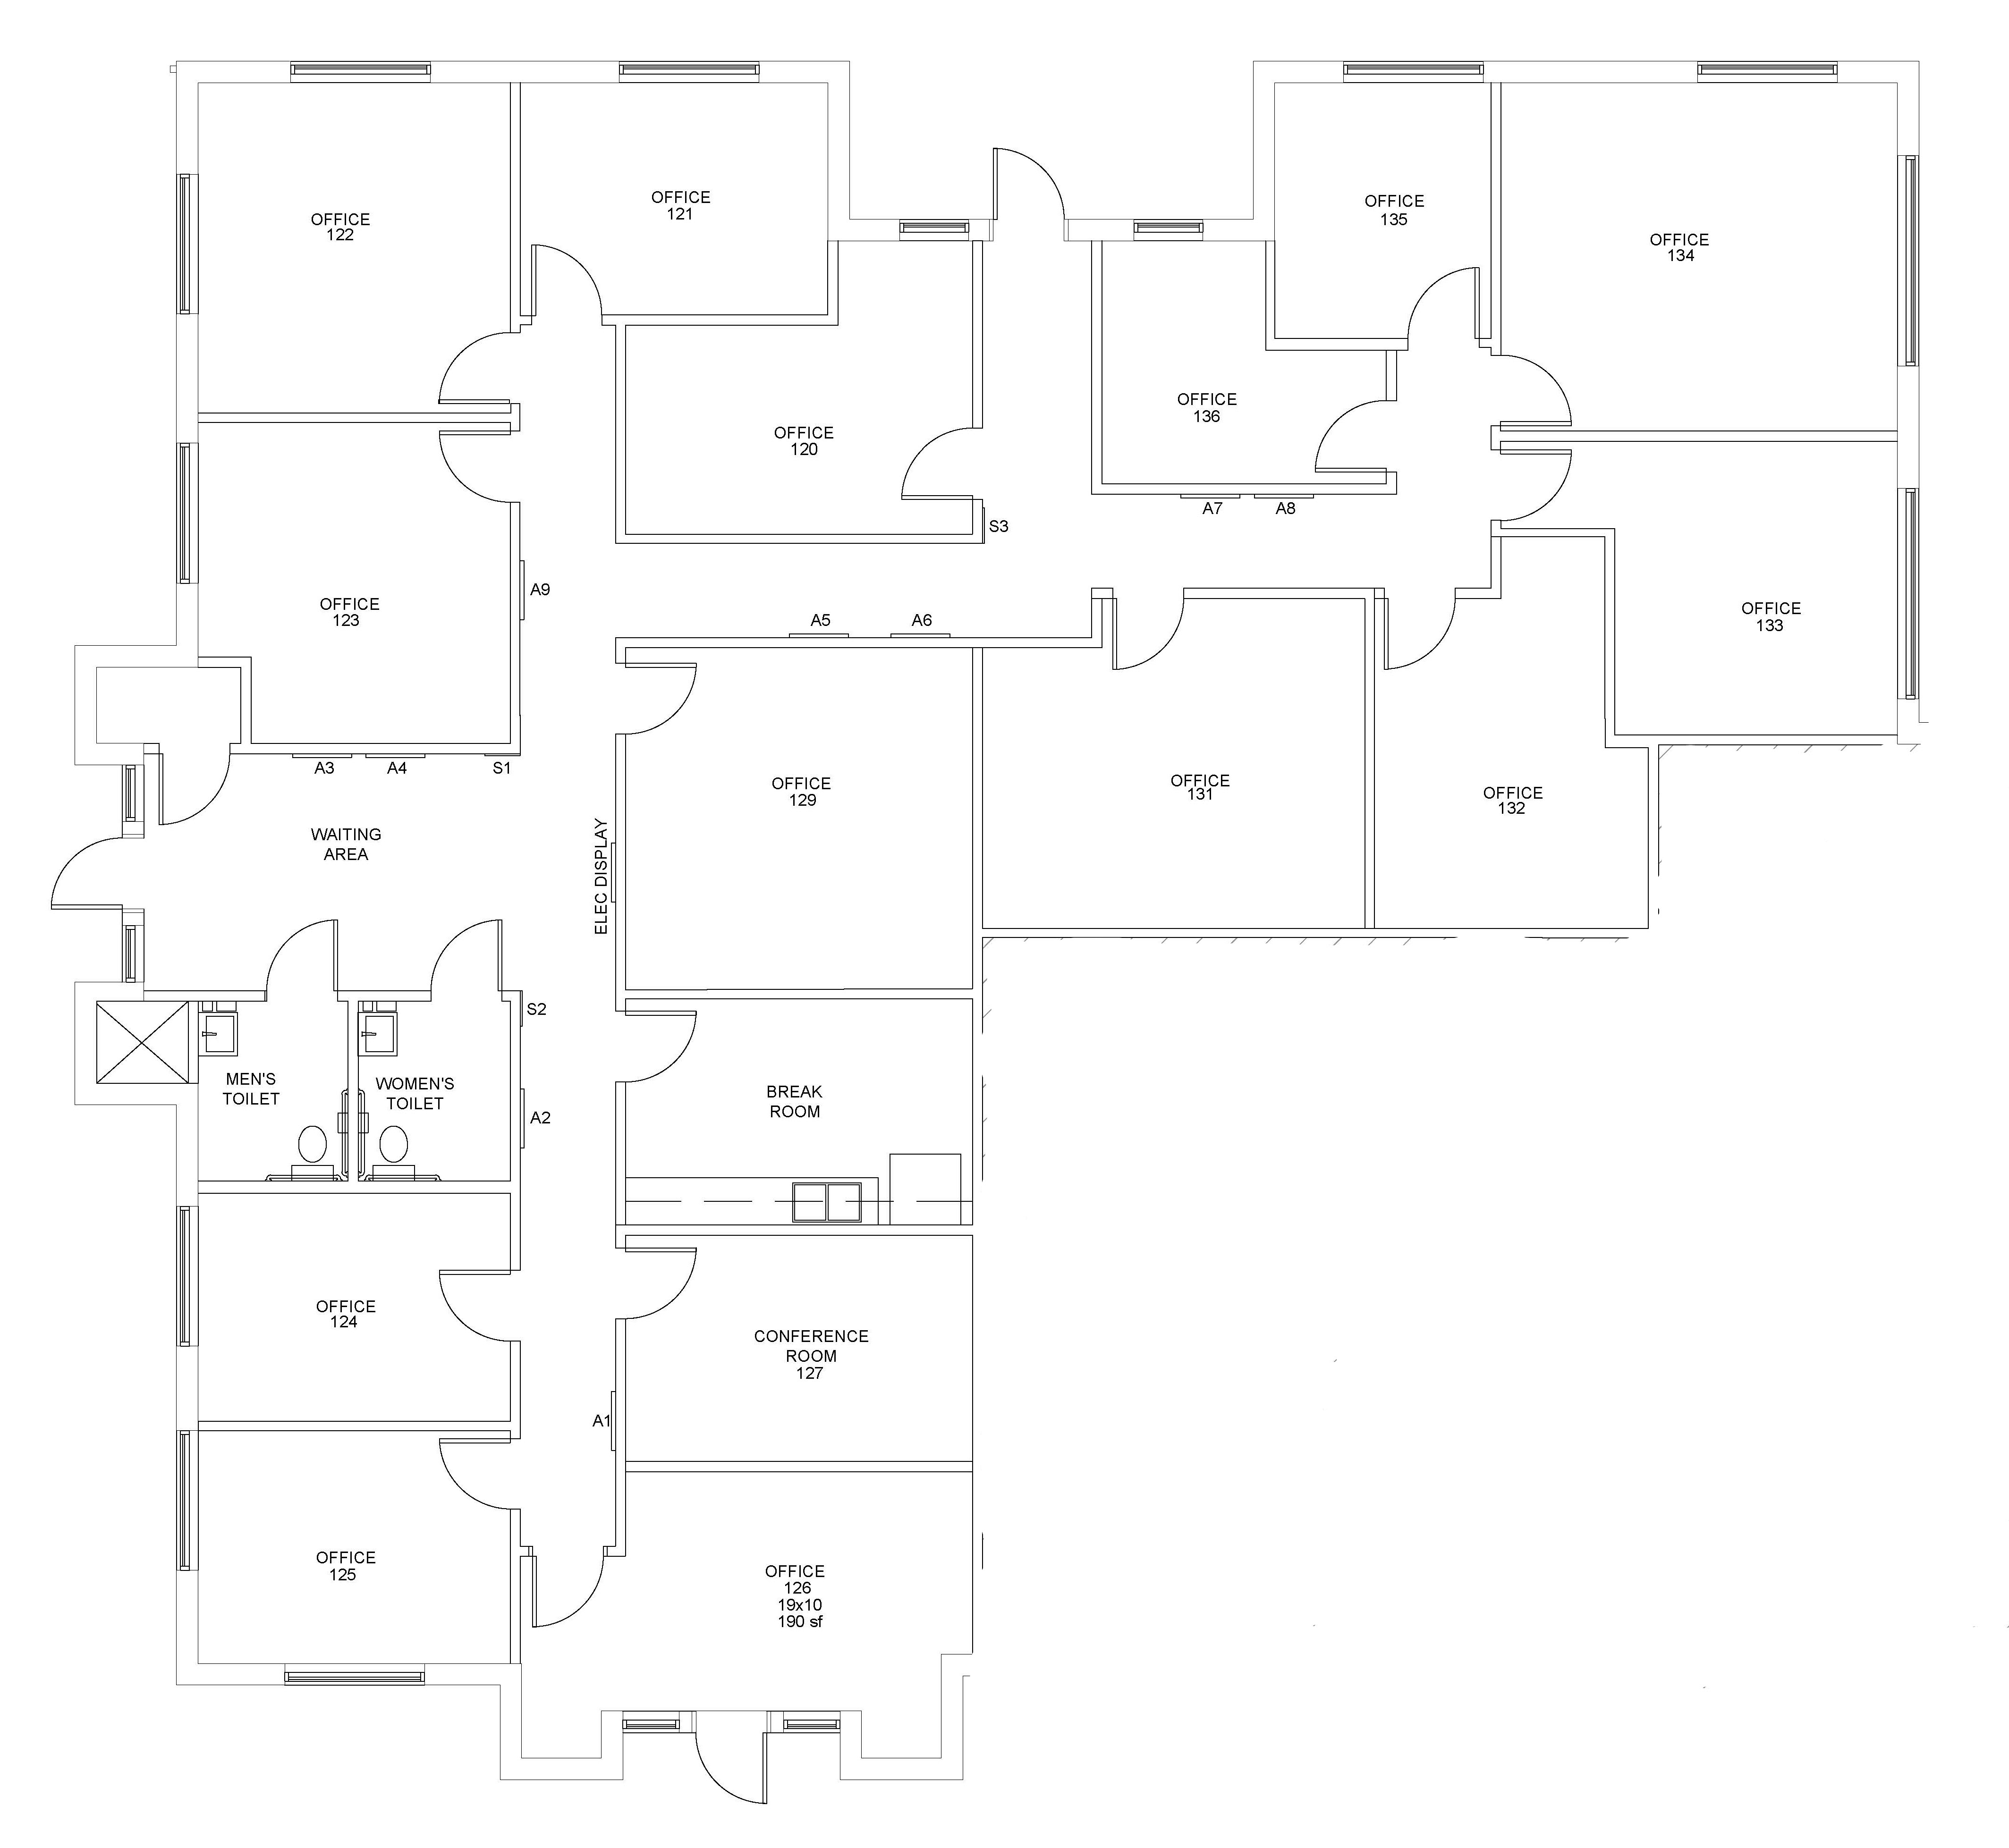 OFFICE
122
OFFICE
121
OFFICE
135
OFFICE
134
OFFICE
120
OFFICE
136
S3
A7
A8
OFFICE
123
A9
A5
A6
OFFICE
133
A3
A4
S1
OFFICE
129
OFFICE
131
OFFICE
132
WAITING
AREA
ELEC DISPLAY
S2
MEN'S
TOILET
WOMEN'S
TOILET
A2
BREAK
ROOM
OFFICE
124
CONFERENCE
ROOM
127
A1
OFFICE
125
OFFICE
126
19x10
190 sf